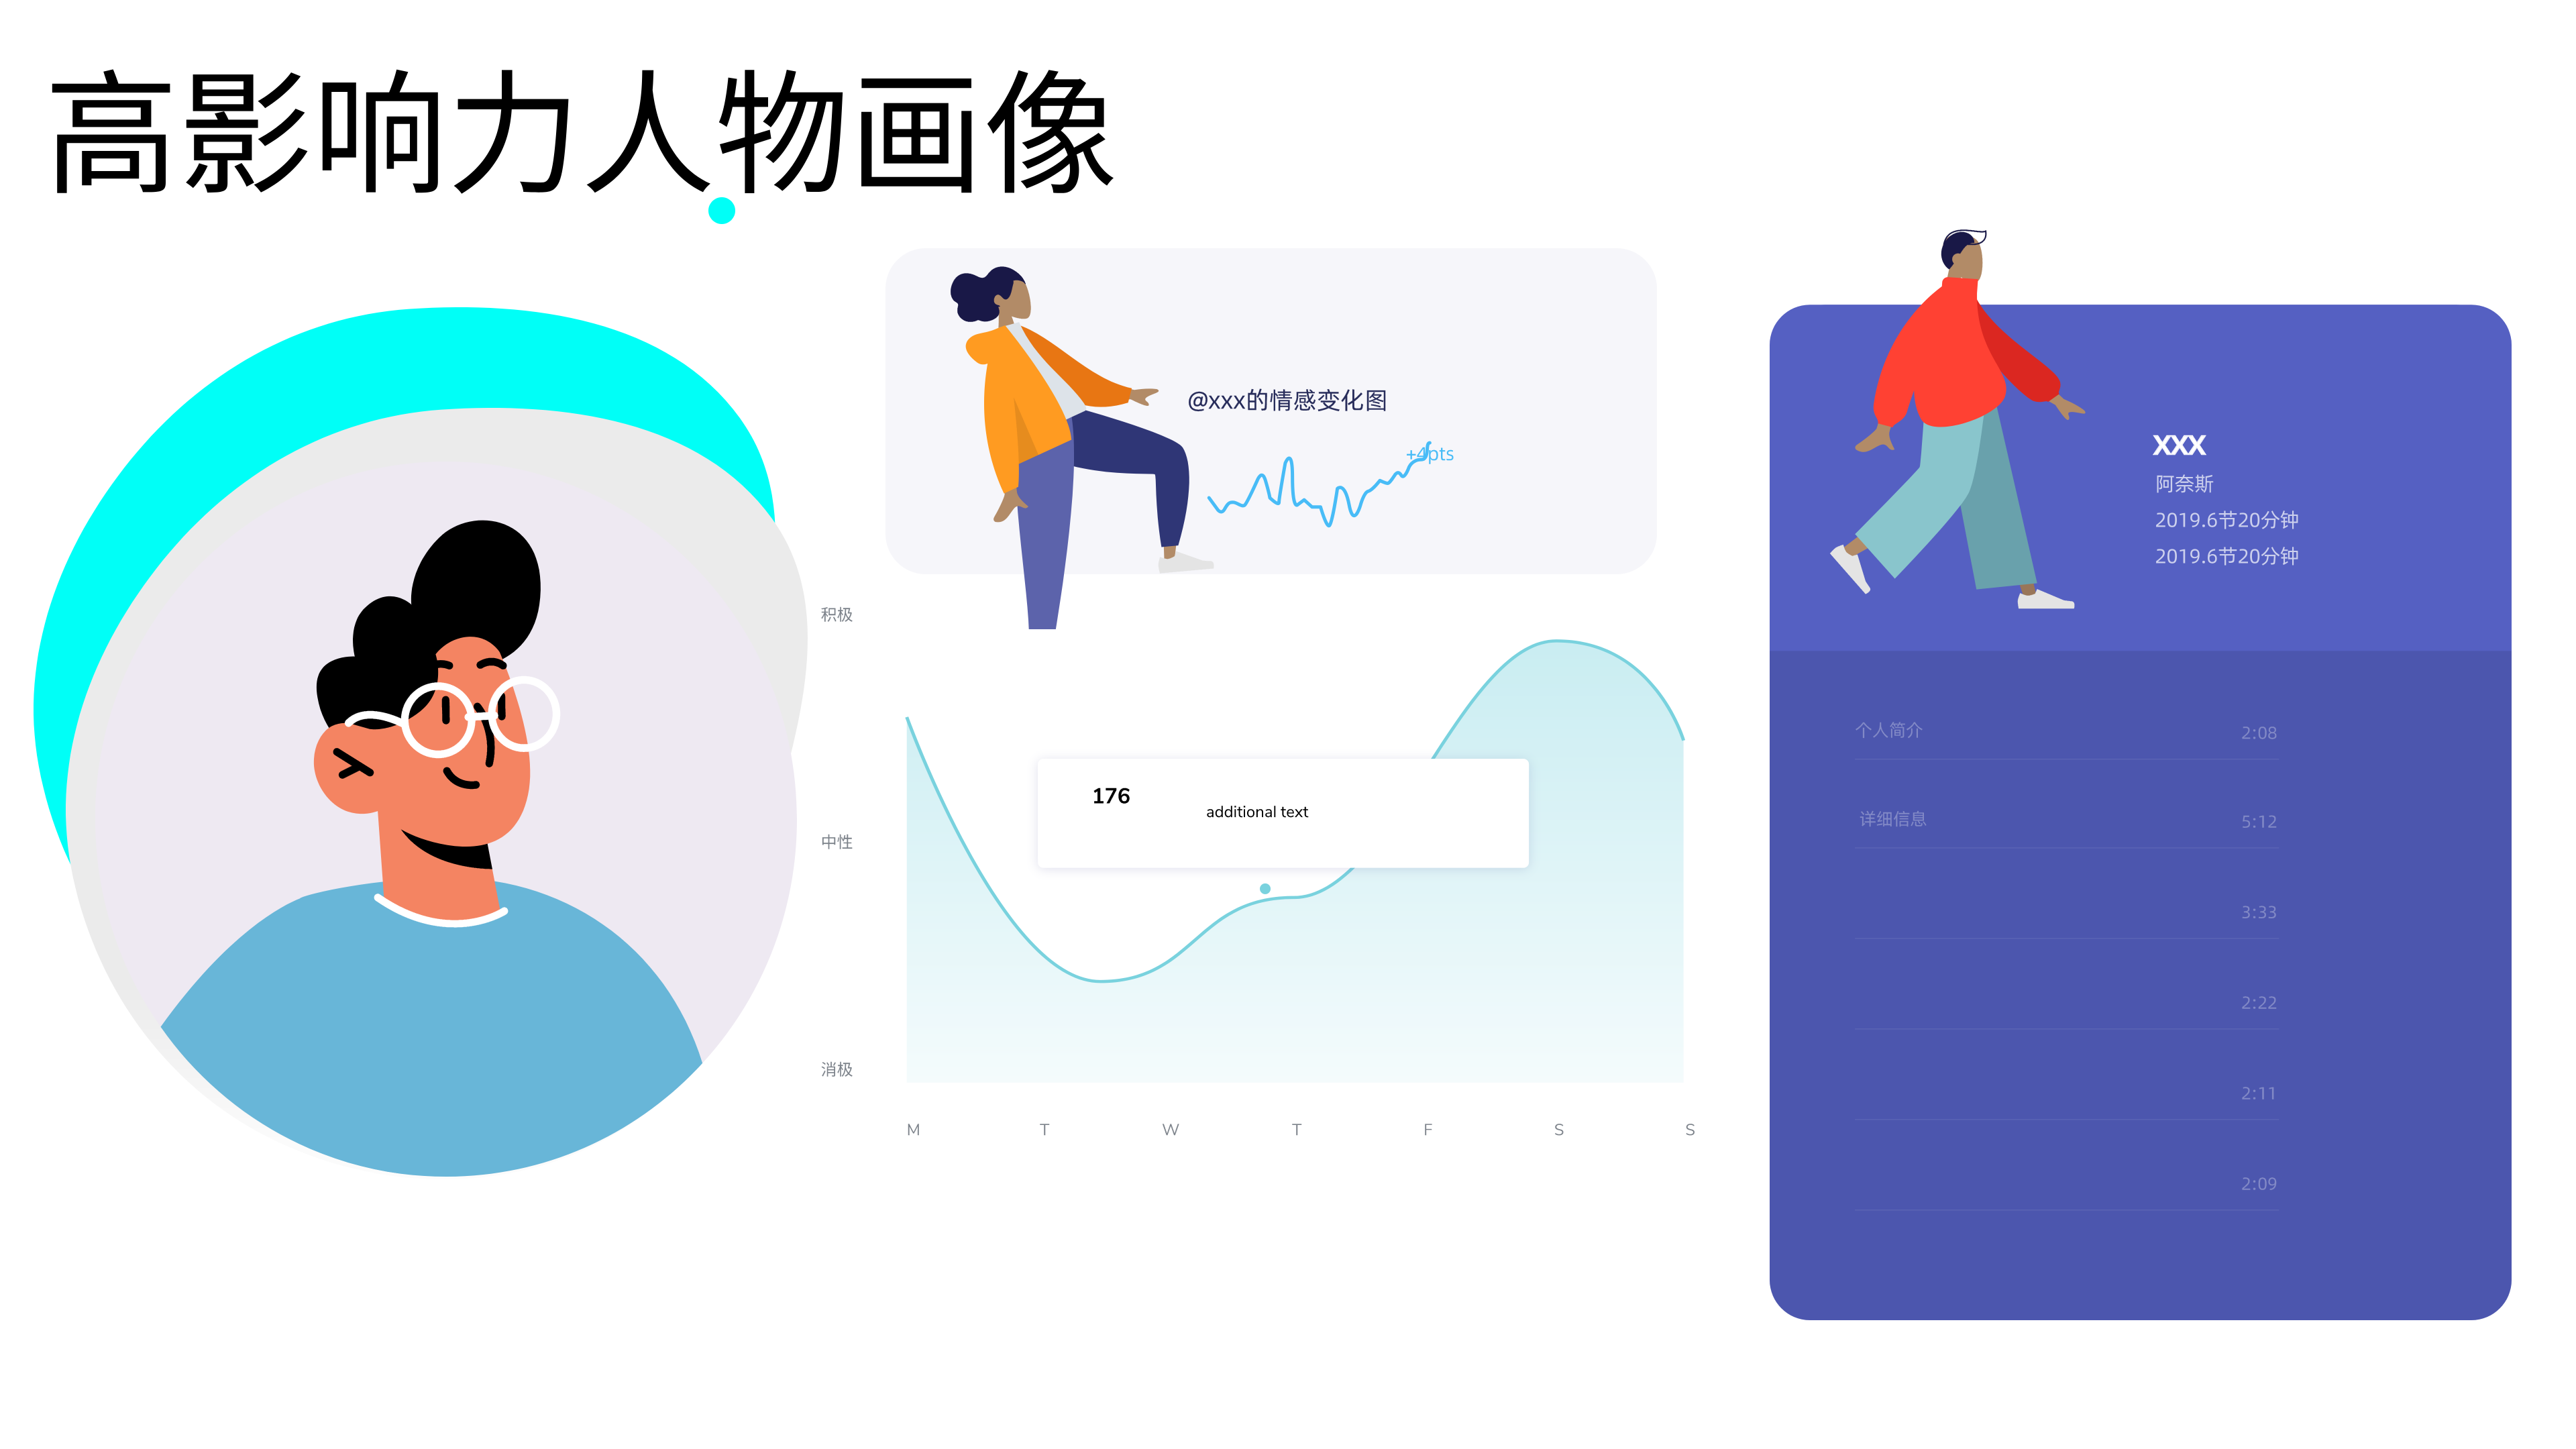 高影响力人物画像
@xxx的情感变化图
+4pts
积极
中性
消极
176
additional text
M T W T F S S
xxx
阿奈斯
2019.6节20分钟
2019.6节20分钟
个人简介 2:08
详细信息 5:12
3:33
2:22
2:11
2:09